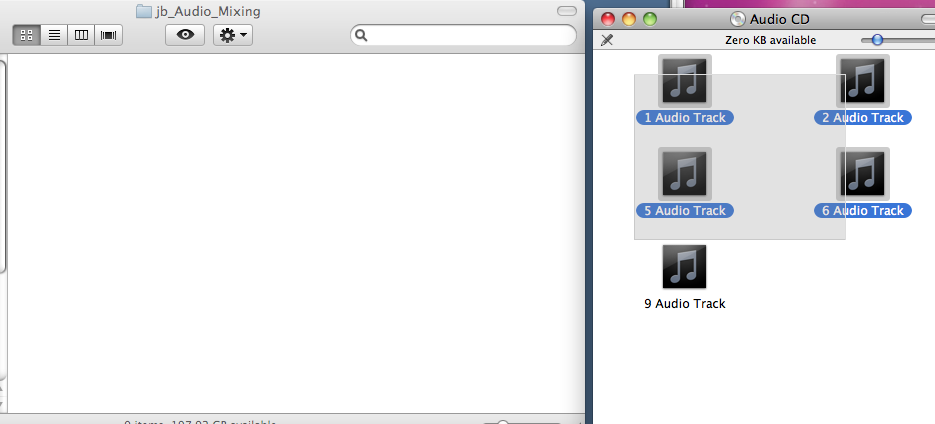 jb_Audio_Mixing
Audio CD
Zero KB available
1 Audio Track
2 Audio Track
5 Audio Track
6 Audio Track
9 Audio Track